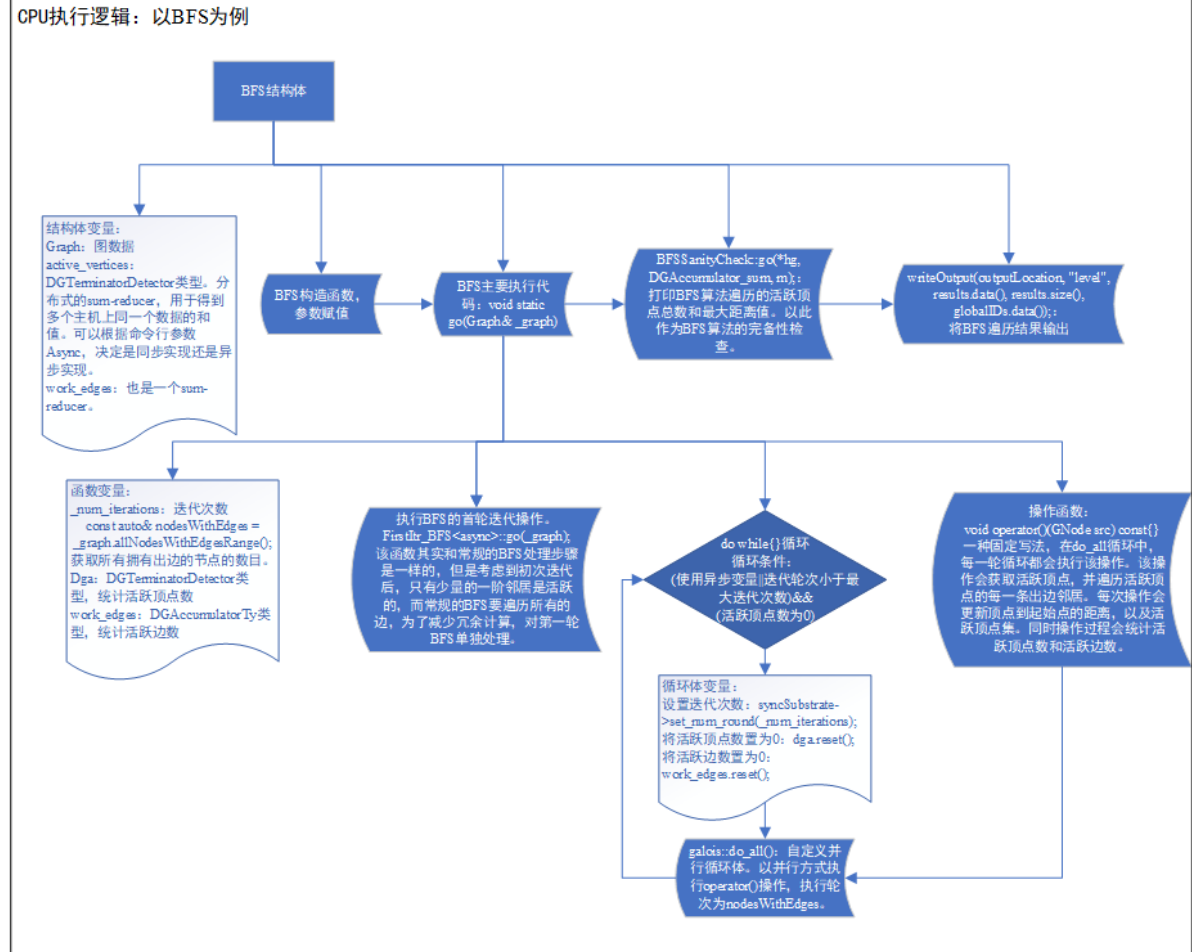 CPU执行逻辑：以BFS为例
BFS结构体
结构体变量：
Graph：图数据
active_vertices：
DGTerminatorDetector类型。分
布式的sum-reducer，用于得到
多个主机上同一个数据的和
值。可以根据命令行参数
Async，决定是同步实现还是异
步实现。
work_edges：也是一个sum-
reducer。
BFS构造函数，
参数赋值
BFS主要执行代
码：void static
go(Graph& _graph)
BFSSanityCheck::go(*hg,
DGAccumulator_sum, m);：
打印BFS算法遍历的活跃顶
点总数和最大距离值。以此
作为BFS算法的完备性检
查。
writeOutput(outputLocation, "level",
results.data(), results.size(),
globalIDs.data());：
将BFS遍历结果输出
函数变量：
_num_iterations：迭代次数
const auto& nodesWithEdges =
_graph.allNodesWithEdgesRange();
获取所有拥有出边的节点的数目。
Dga：DGTerminatorDetector类
型，统计活跃顶点数
work_edges：DGAccumulatorTy类
型，统计活跃边数
执行BFS的首轮迭代操作。
FirstItr_BFS<async>::go(_graph);
该函数其实和常规的BFS处理步骤
是一样的，但是考虑到初次迭代
后，只有少量的一阶邻居是活跃
的，而常规的BFS要遍历所有的
边，为了减少冗余计算，对第一轮
BFS单独处理。
do while{}循环
循环条件：
(使用异步变量||迭代轮次小于最
大迭代次数)&&
(活跃顶点数为0)
操作函数：
void operator()(GNode src) const{}
一种固定写法，在do_all循环中，
每一轮循环都会执行该操作。该操
作会获取活跃顶点，并遍历活跃顶
点的每一条出边邻居。每次操作会
更新顶点到起始点的距离，以及活
跃顶点集。同时操作过程会统计活
跃顶点数和活跃边数。
循环体变量：
设置迭代次数：syncSubstrate-
>set_num_round(_num_iterations);
将活跃顶点数置为0：dga.reset();
将活跃边数置为0：
work_edges.reset();
galois::do_all()：自定义并
行循环体。以并行方式执
行operator()操作，执行轮
次为nodesWithEdges。